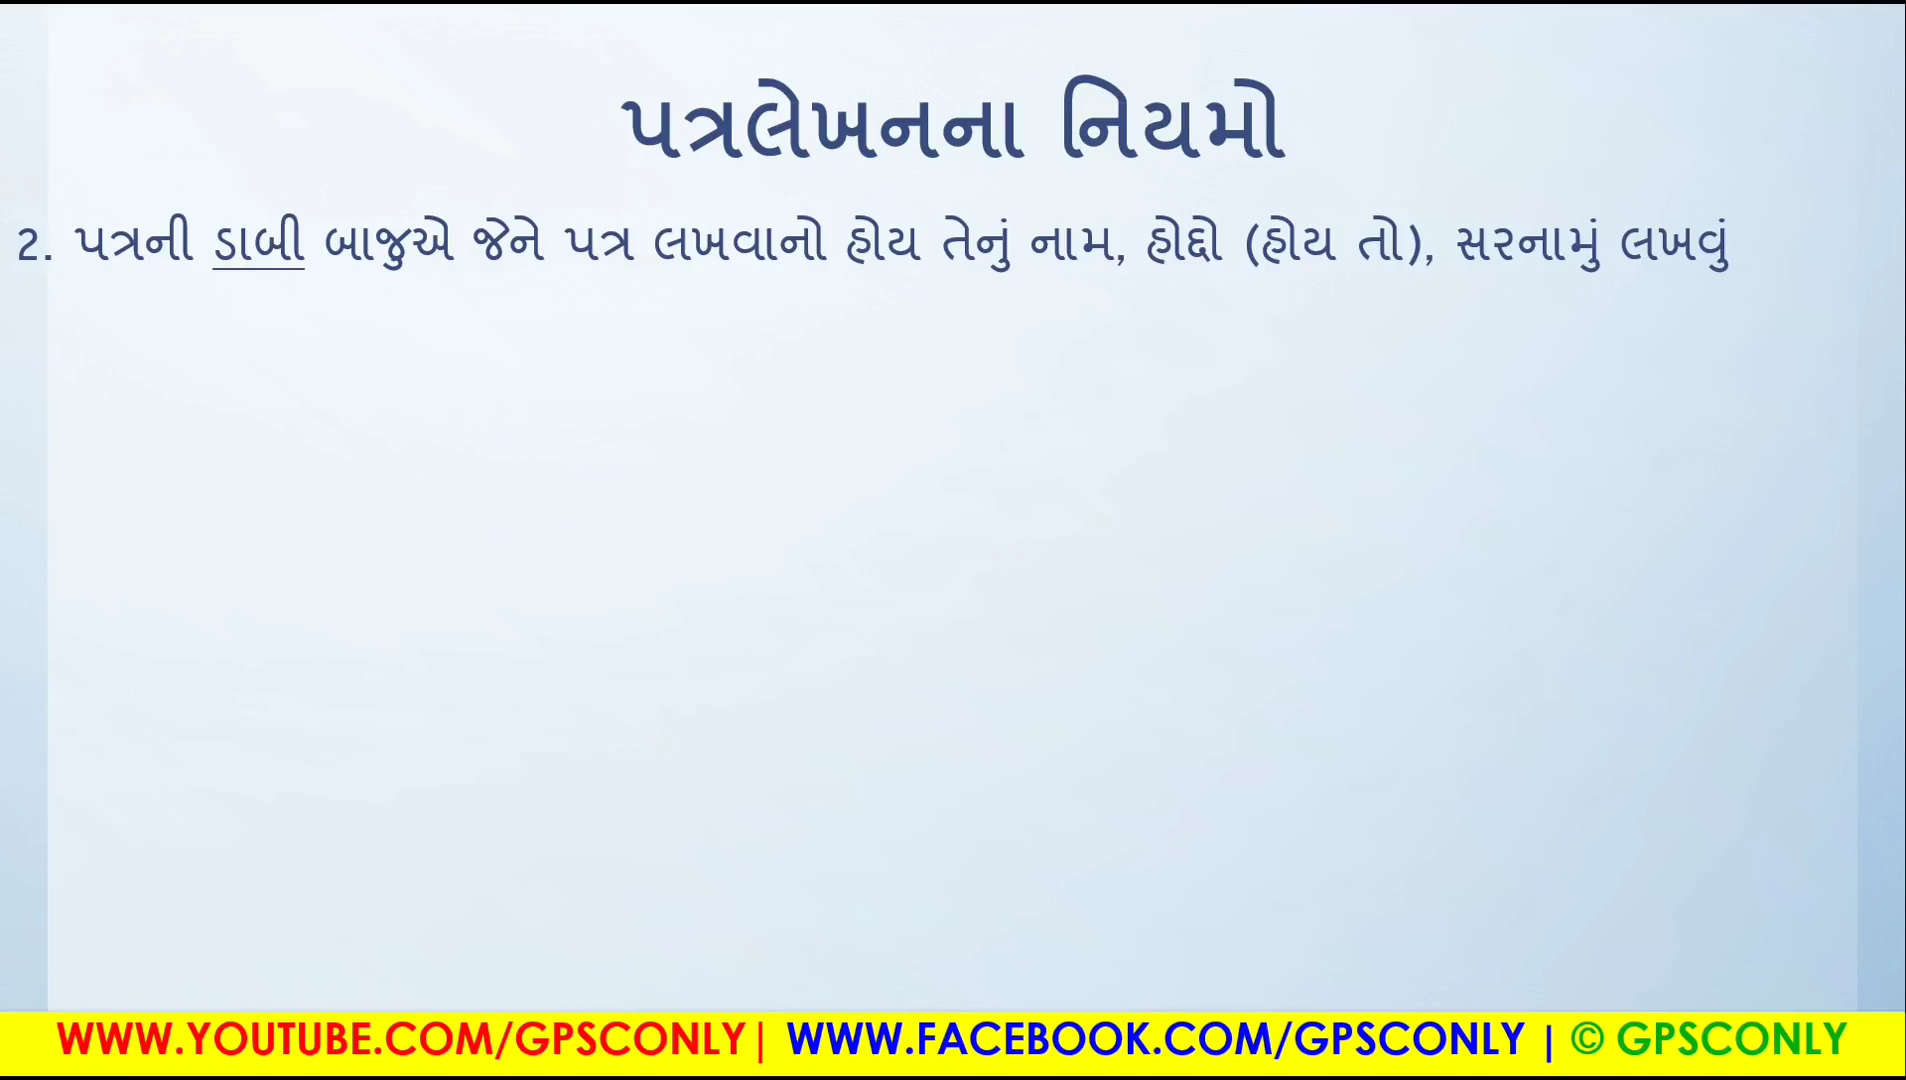 પત્રલેખનના નિયમો
2. પત્રની ડાબી બાજુએ જેને પત્ર લખવાનો હોય તેનું નામ, હોદ્દો (હોય તો), સરનામું લખવું
WWW.YOUTUBE.COM/GPSCONLY| WWW.FACEBOOK.COM/GPSCONLY | © GPSCONLY